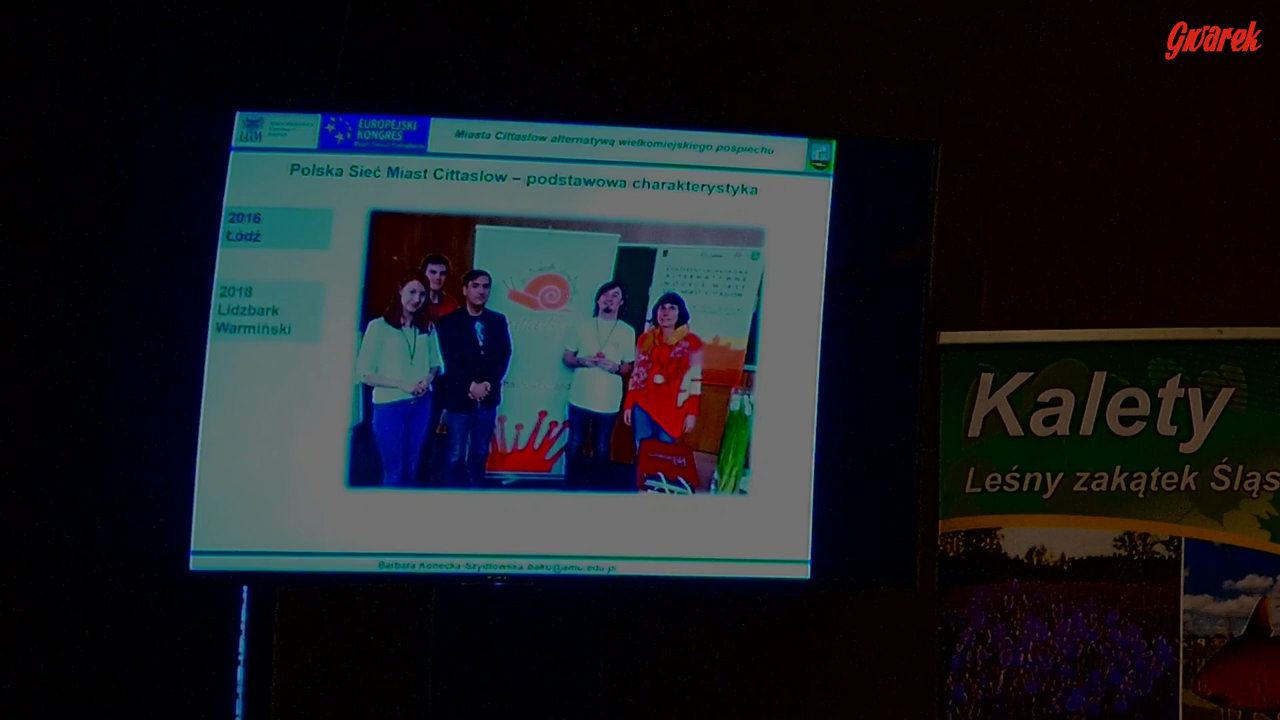 Gwarek
EUROPEJSKI
KONGRES
Miasta Cittaslow alternatywą wielkomiejskiego pospiechu
Polska Sieć Miast Cittaslow – podstawowa charakterystyka
2016
Łódź
2018
Lidzbark
Warmiński
Barbara Konecka-Szydłowska
Kalety
Leśny zakątek Śląs